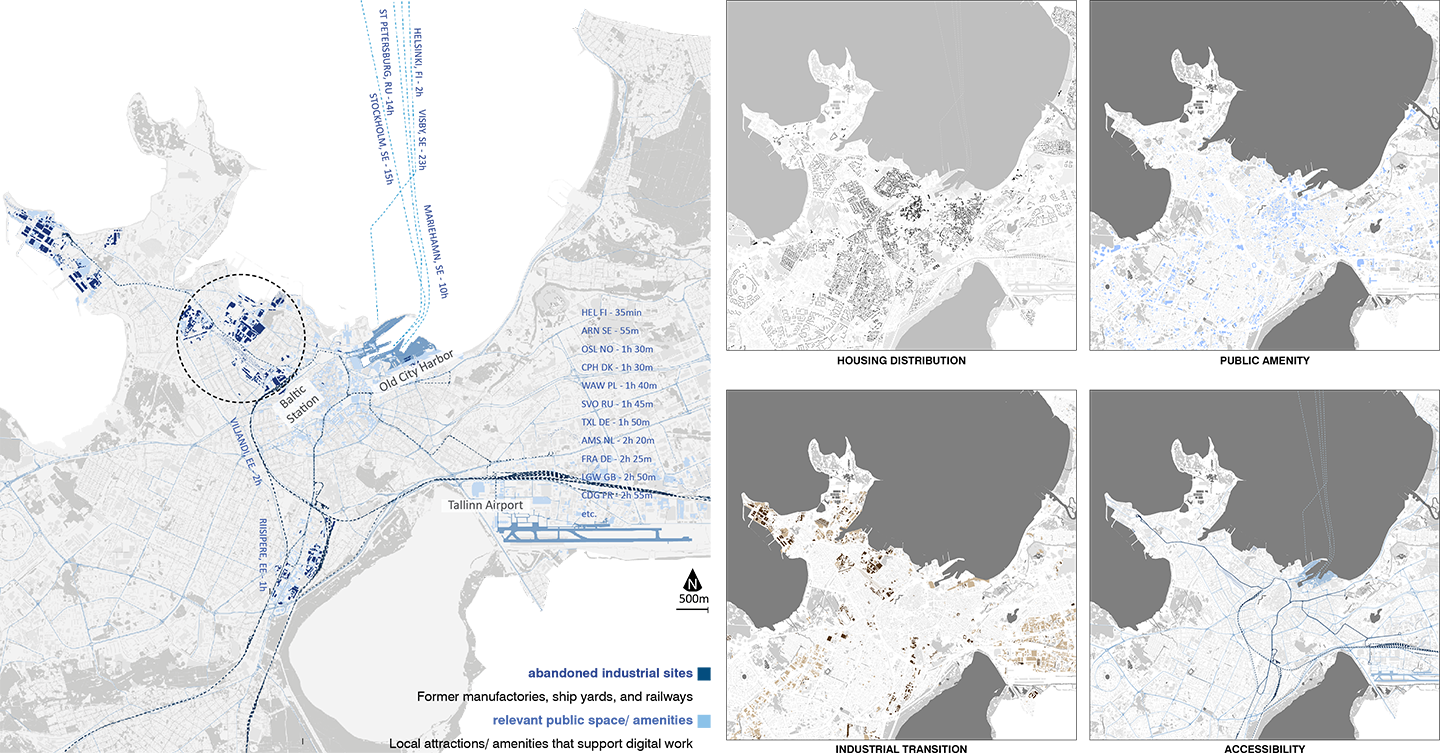 ST PETERSBURG, RU -14h
HELSINKI, FI - 2h
STOCKHOLM, SE - 15h
VISBY, SE - 23h
MARIEHAMN, SE - 10h
HEL FI - 35min
ARN SE - 55m
OSL NO - 1h 30m
CPH DK - 1h 30m
WAW PL - 1h 40m
SVO RU - 1h 45m
TXL DE - 1h 50m
AMS NL - 2h 20m
FRA DE - 2h 25m
LGW GB - 2h 50m
CDG FR - 2h 55m
etc.
Old City Harbor
Baltic
Station
VILJANDI, EE - 2h
RIISIPERE, EE - 1h
Tallinn Airport
N
500m
abandoned industrial sites
Former manufactories, ship yards, and railways
relevant public space/ amenities
Local attractions/ amenities that support digital work
HOUSING DISTRIBUTION
PUBLIC AMENITY
INDUSTRIAL TRANSITION
ACCESSIBILITY